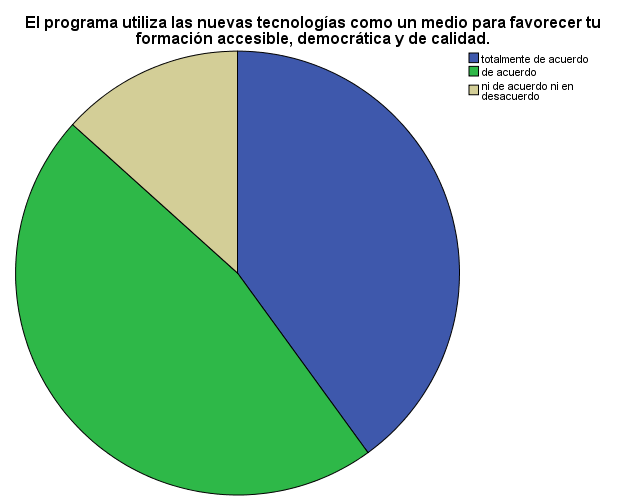 El programa utiliza las nuevas tecnologías como un medio para favorecer tu
formación accesible, democrática y de calidad.
totalmente de acuerdo
de acuerdo
ni de acuerdo ni en
desacuerdo